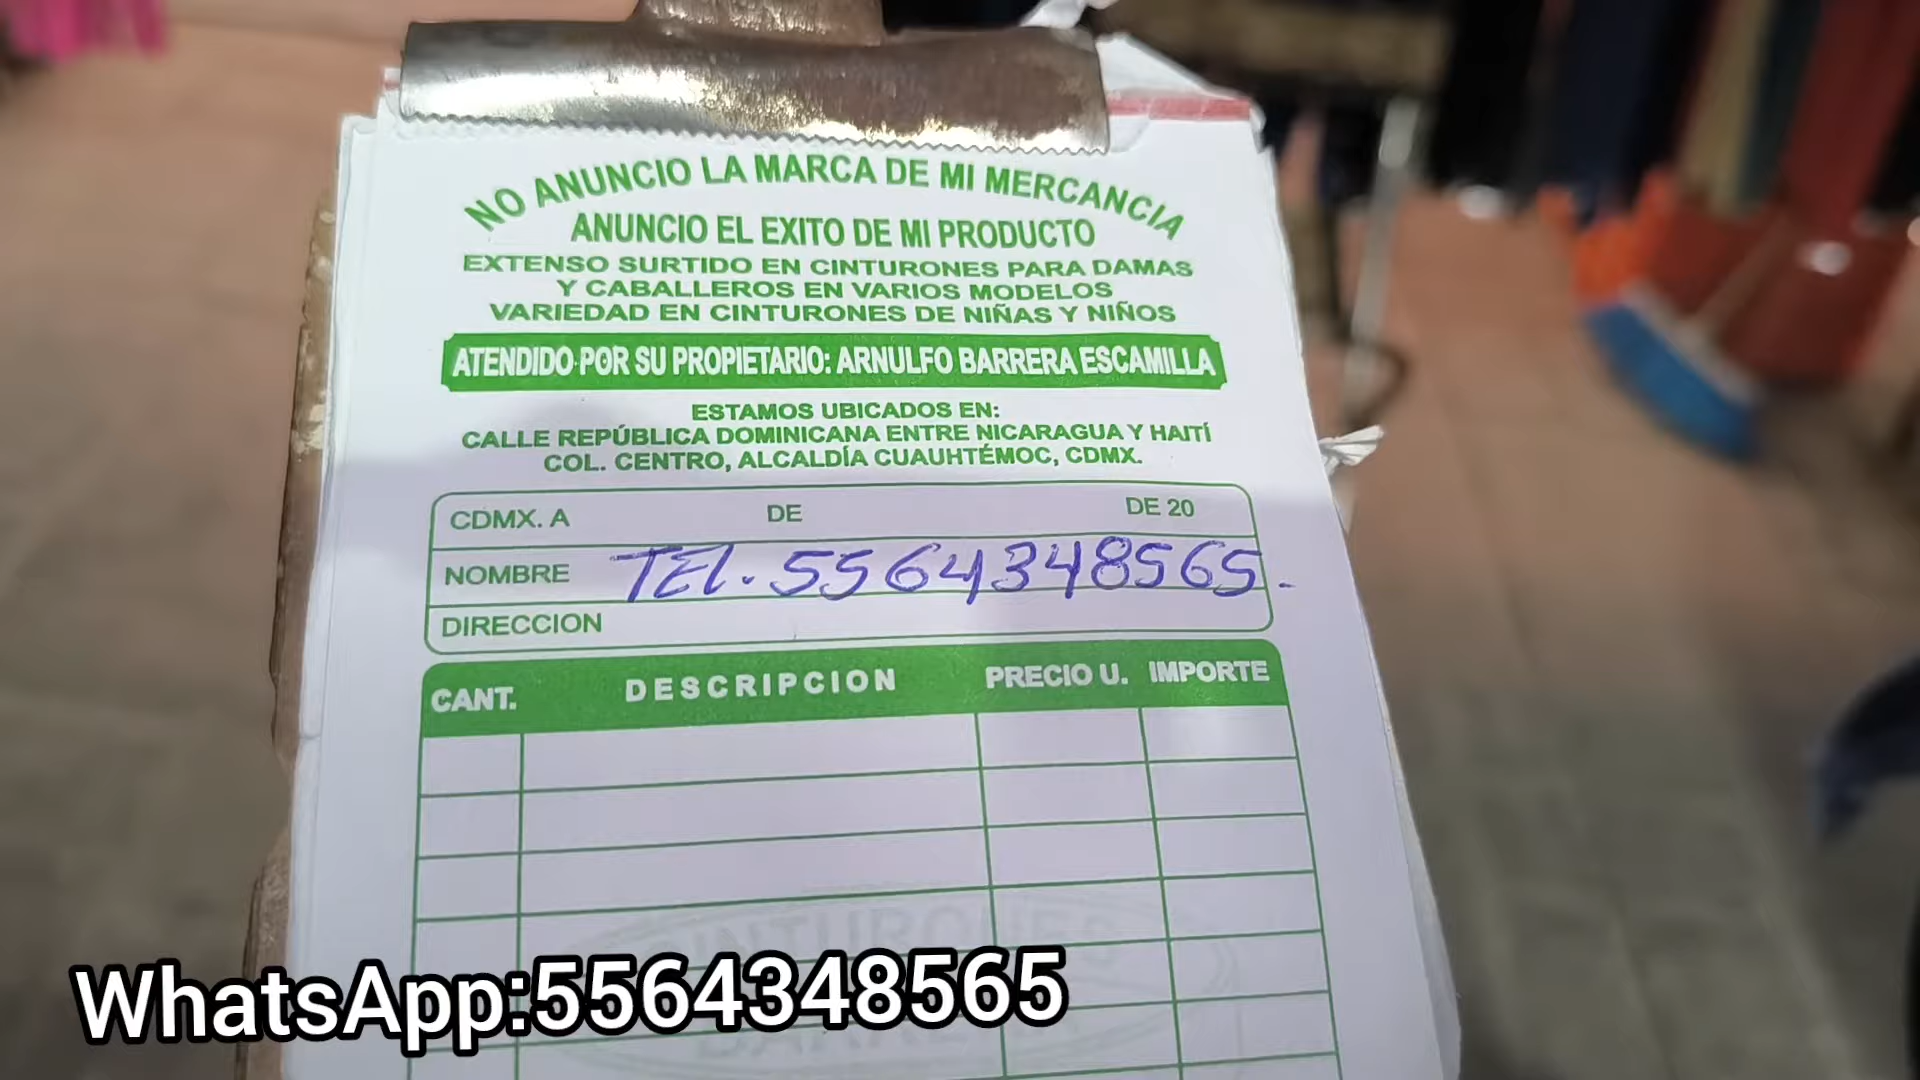 NO ANUNCIO LA MARCA DE MI MERCANCIA
ANUNCIO EL EXITO DE MI PRODUCTO
EXTENSO SURTIDO EN CINTURONES PARA DAMAS
Y CABALLEROS EN VARIOS MODELOS
VARIEDAD EN CINTURONES DE NIÑAS Y NIÑOS
ATENDIDO POR SU PROPIETARIO: ARNULFO BARRERA ESCAMILLA
ESTAMOS UBICADOS EN:
CALLE REPÚBLICA DOMINICANA ENTRE NICARAGUA Y HAITÍ
COL. CENTRO, ALCALDÍA CUAUHTÉMOC, CDMX.
CDMX. A DE DE 20
NOMBRE TEL. 5564348565.-
DIRECCION
CANT. DESCRIPCION PRECIO U. IMPORTE
CINTURONES
WhatsApp:5564348565